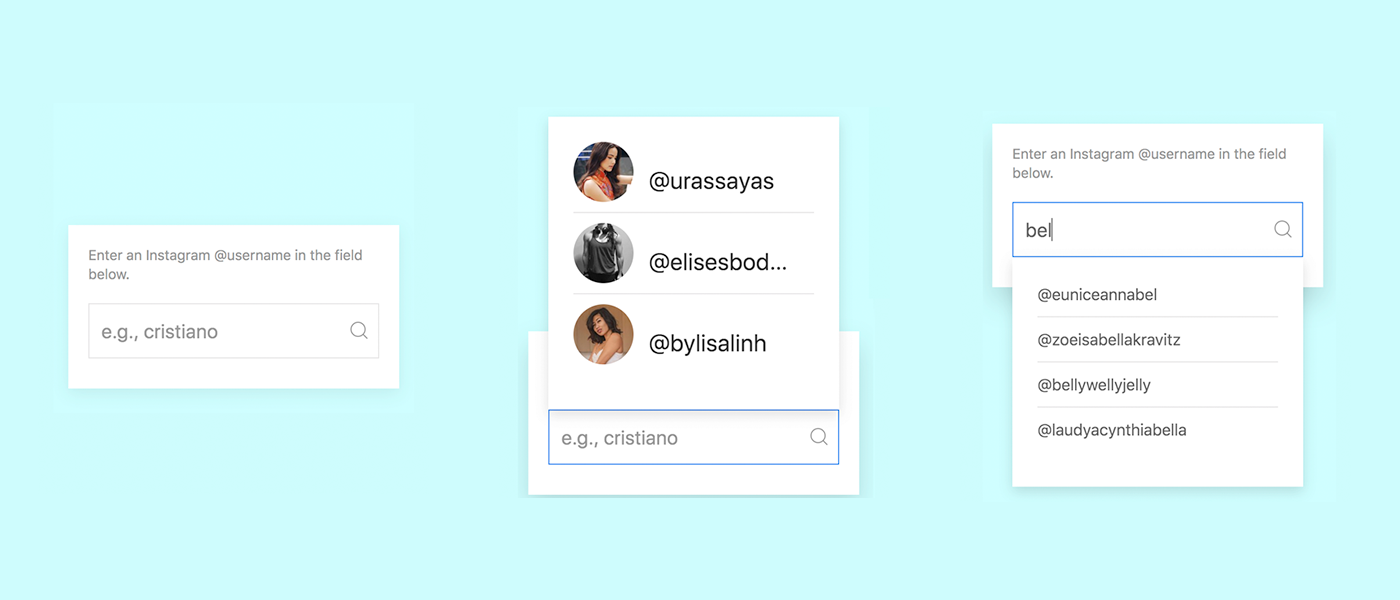 Enter an Instagram @username in the field
below.
e.g., cristiano
@urassayas
@elisesbod...
@bylisalinh
e.g., cristiano
Enter an Instagram @username in the field
below.
bel
@euniceannabel
@zoeisabellakravitz
@bellywellyjelly
@laudyacynthiabella